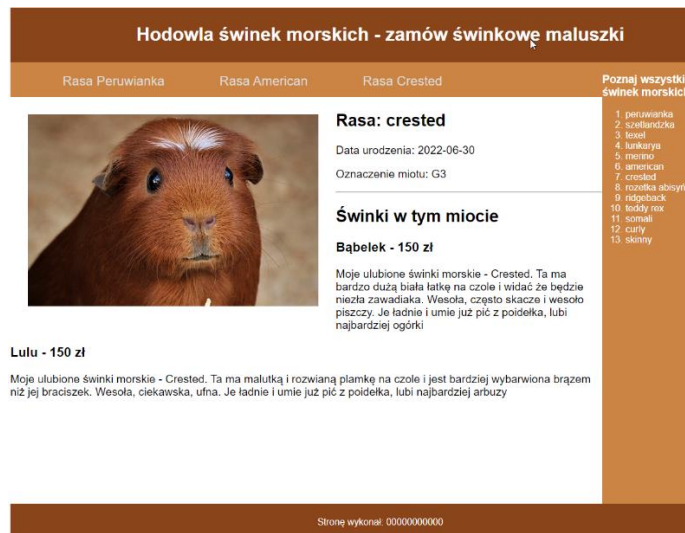 Hodowla świnek morskich - zamów świnkowe maluszki
Rasa Peruwianka
Rasa American
Rasa Crested
Rasa: crested
Data urodzenia: 2022-06-30
Oznaczenie miotu: G3
Świnki w tym miocie
Bąbelek - 150 zł
Moje ulubione świnki morskie - Crested. Ta ma
bardzo dużą biała łatkę na czole i widać że będzie
niezła zawadiaka. Wesoła, często skacze i wesoło
piszczy. Je ładnie i umie już pić z poidełka, lubi
najbardziej ogórki
Lulu - 150 zł
Moje ulubione świnki morskie - Crested. Ta ma malutką i rozwianą plamkę na czole i jest bardziej wybarwiona brązem
niż jej braciszek. Wesoła, ciekawska, ufna. Je ładnie i umie już pić z poidełka, lubi najbardziej arbuzy
Poznaj wszystki
świnek morskich
1. peruwianka
2. szetlandzka
3. texel
4. lunkarya
5. merino
6. american
7. crested
8. rozetka abisyń
9. ridgeback
10. teddy rex
11. somali
12. curly
13. skinny
Stronę wykonał: 00000000000